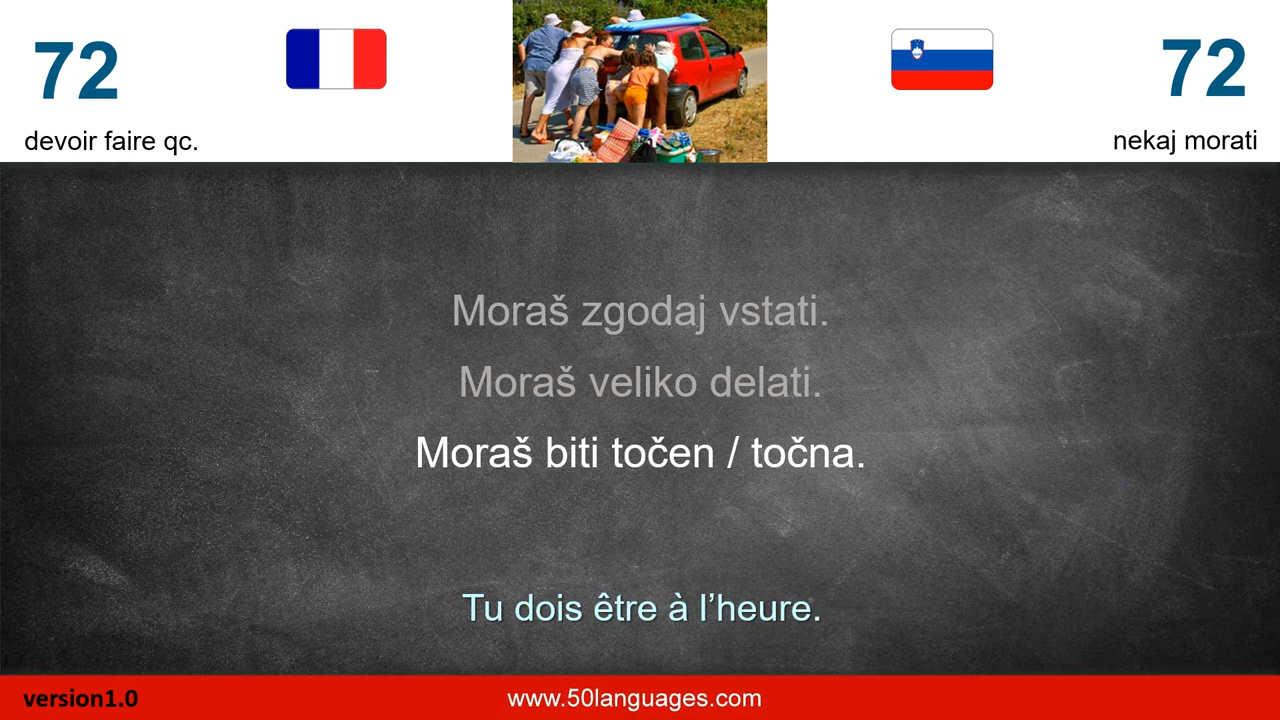 72
devoir faire qc.
72
nekaj morati
Moraš zgodaj vstati.
Moraš veliko delati.
Moraš biti točen / točna.
Tu dois être à l’heure.
version1.0
www.50languages.com